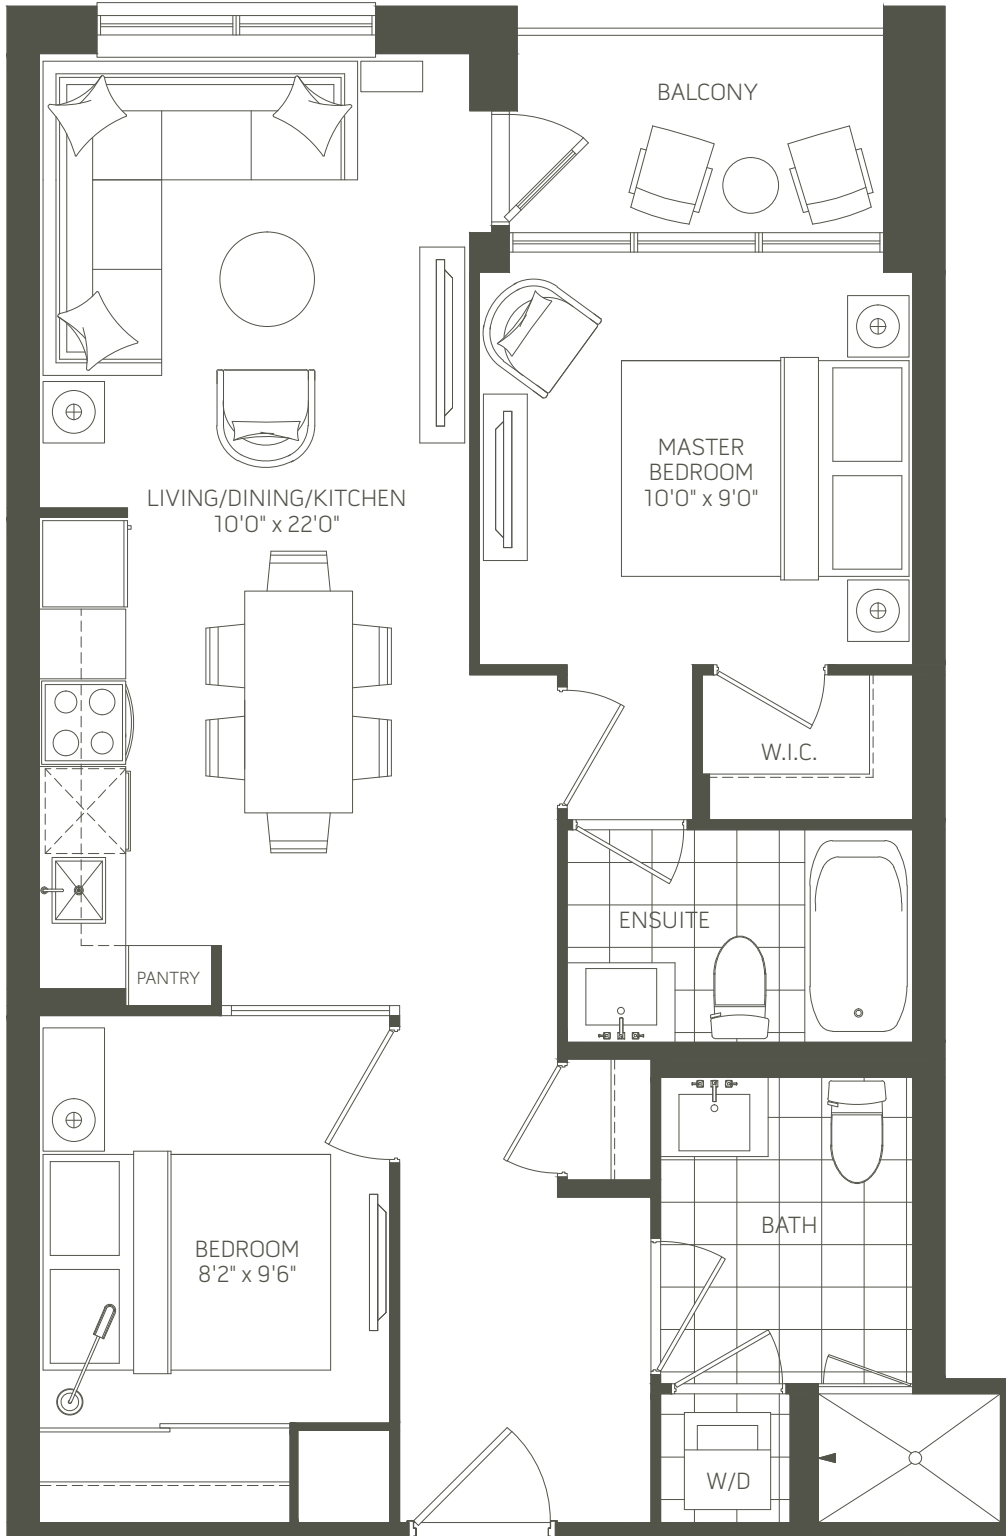 BALCONY
MASTER
BEDROOM
10'0" x 9'0"
LIVING/DINING/KITCHEN
10'0" x 22'0"
W.I.C.
ENSUITE
PANTRY
BATH
BEDROOM
8'2" x 9'6"
W/D